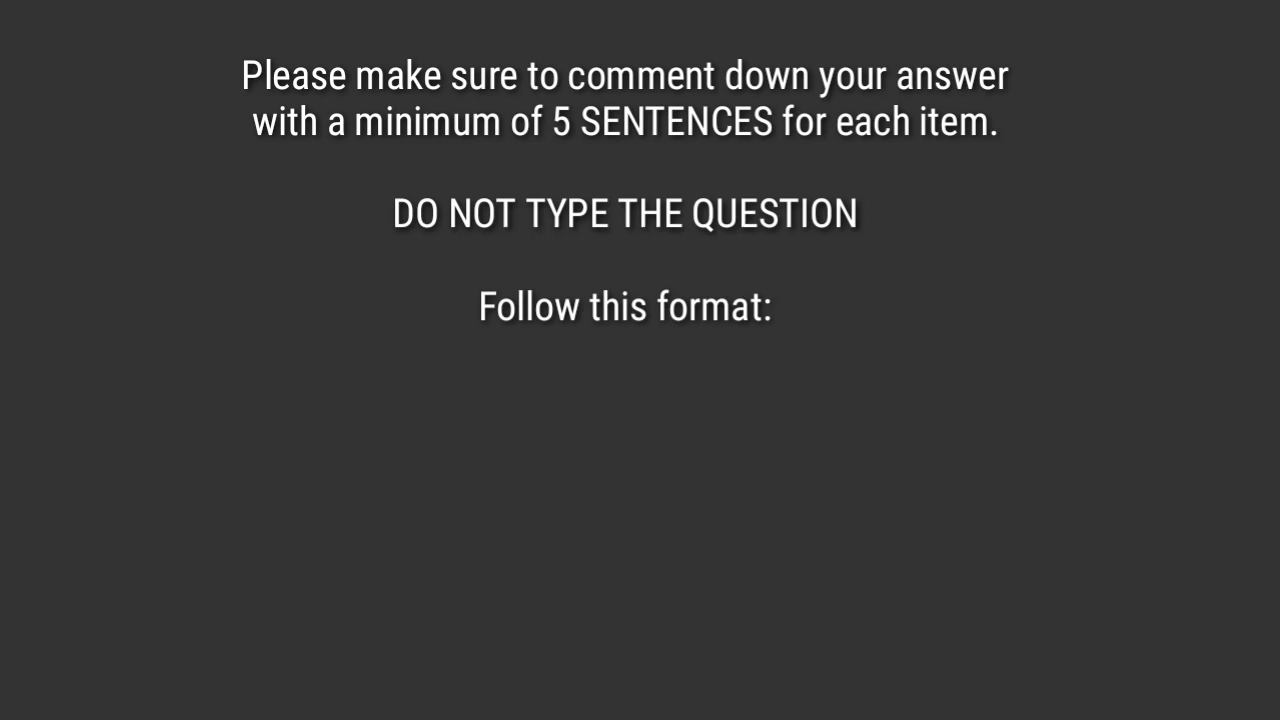 Please make sure to comment down your answer
with a minimum of 5 SENTENCES for each item.
DO NOT TYPE THE QUESTION
Follow this format: